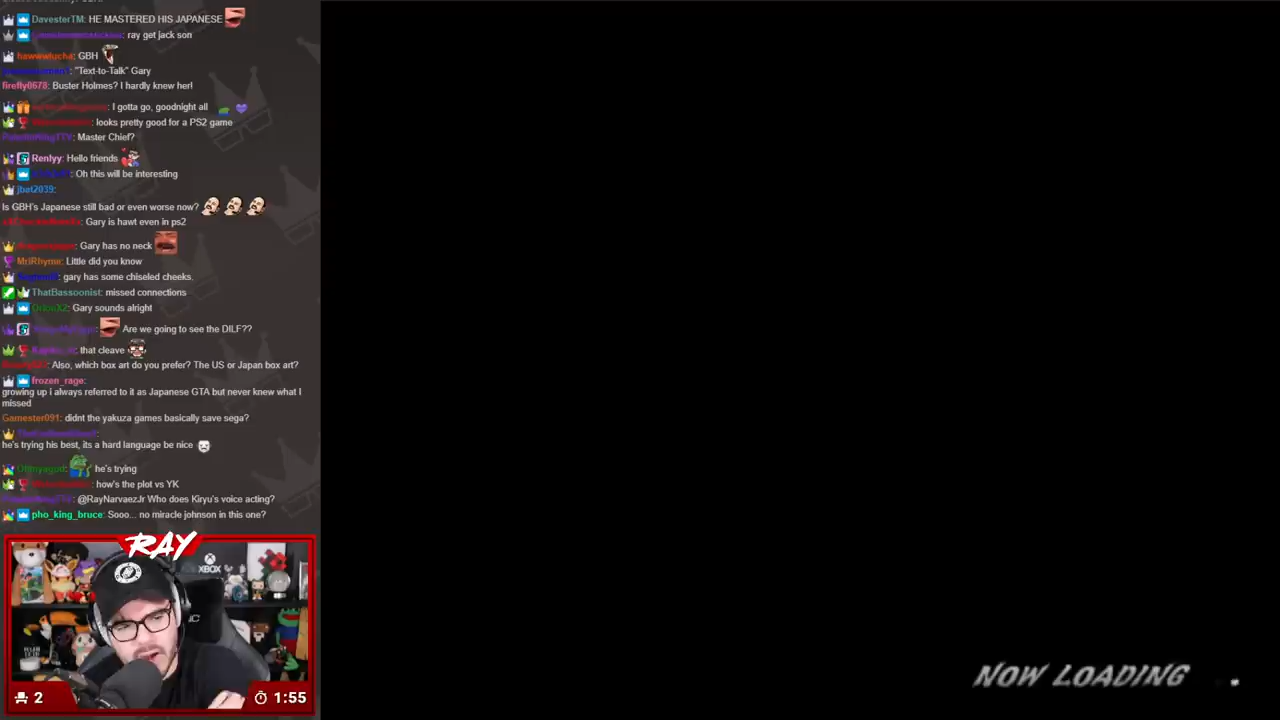 DavesterTM: HE MASTERED HIS JAPANESE
ray get jack son
hawwwlucha: GBH
"Text-to-Talk" Gary
firefly0678: Buster Holmes? I hardly knew her!
I gotta go, goodnight all
looks pretty good for a PS2 game
Master Chief?
Renlyy: Hello friends
Oh this will be interesting
jbat2039:
Is GBH's Japanese still bad or even worse now?
Gary is hawt even in ps2
Gary has no neck
MrIRhyme: Little did you know
gary has some chiseled cheeks.
ThatBassoonist: missed connections
Gary sounds alright
Are we going to see the DILF??
that cleave
Also, which box art do you prefer? The US or Japan box art?
frozen_rage:
growing up i always referred to it as Japanese GTA but never knew what I
missed
Gamester091: didnt the yakuza games basically save sega?
he's trying his best, its a hard language be nice
he's trying
how's the plot vs YK
@RayNarvaezJr Who does Kiryu's voice acting?
pho_king_bruce: Sooo... no miracle johnson in this one?
RAY
XBOX
2
1:55
NOW LOADING